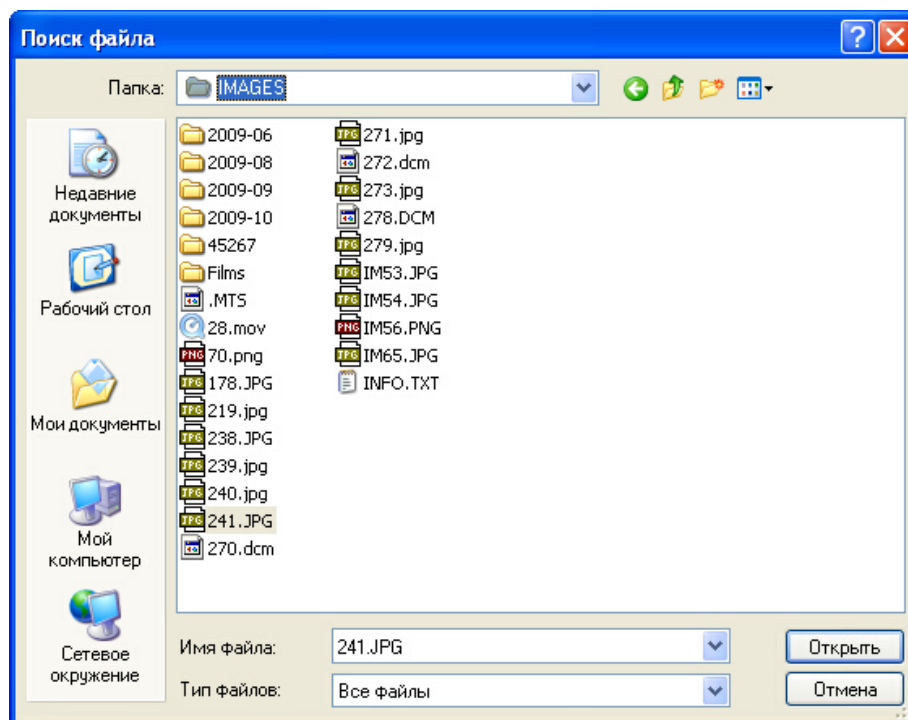 Поиск файла
Папка: IMAGES
Недавние
документы
Рабочий стол
Мои документы
Мой
компьютер
Сетевое
окружение
2009-06
2009-08
2009-09
2009-10
45267
Films
.MTS
28.mov
70.png
178.JPG
219.jpg
238.JPG
239.jpg
240.jpg
241.JPG
270.dcm
271.jpg
272.dcm
273.jpg
278.DCM
279.jpg
IM53.JPG
IM54.JPG
IM56.PNG
IM65.JPG
INFO.TXT
Имя файла: 241.JPG Открыть
Тип файлов: Все файлы Отмена